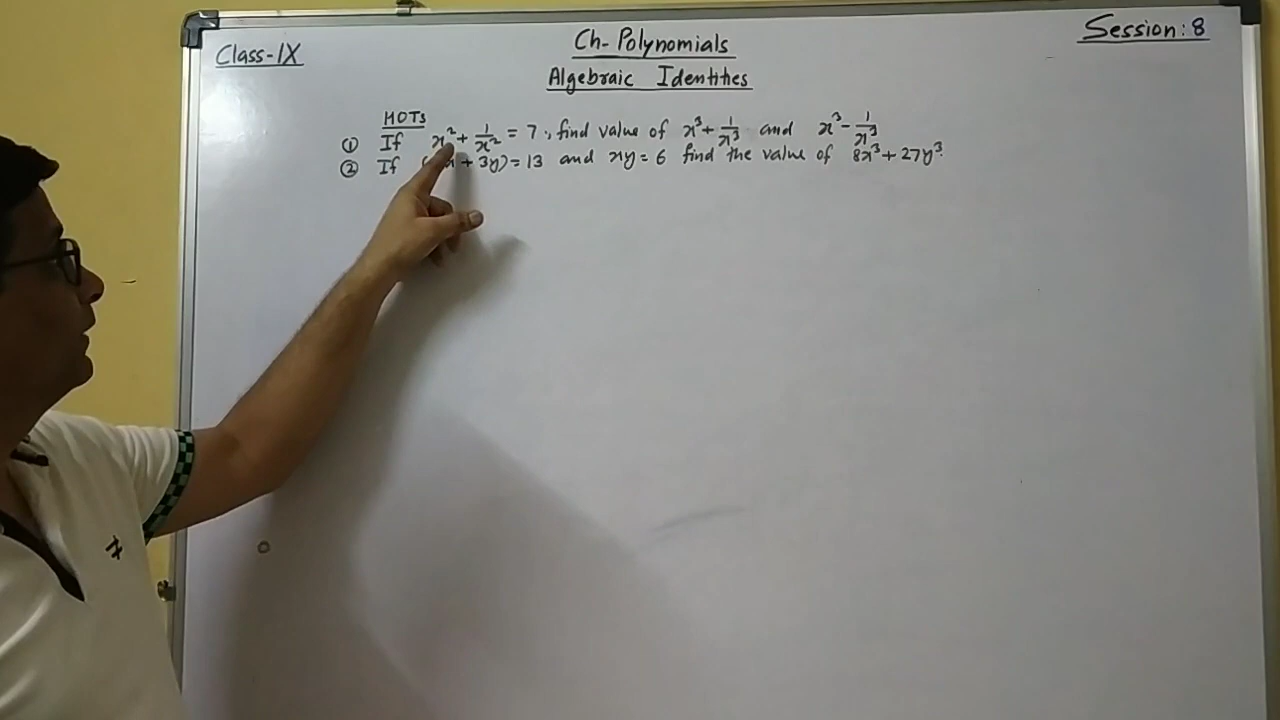 Class-IX
Ch- Polynomials
Session: 8
Algebraic Identities
HOTs
① If x² + 1/x² = 7, find value of x³ + 1/x³ and x³ - 1/x³
② If + 3y) = 13 and xy = 6 find the value of 8x³ + 27y³.